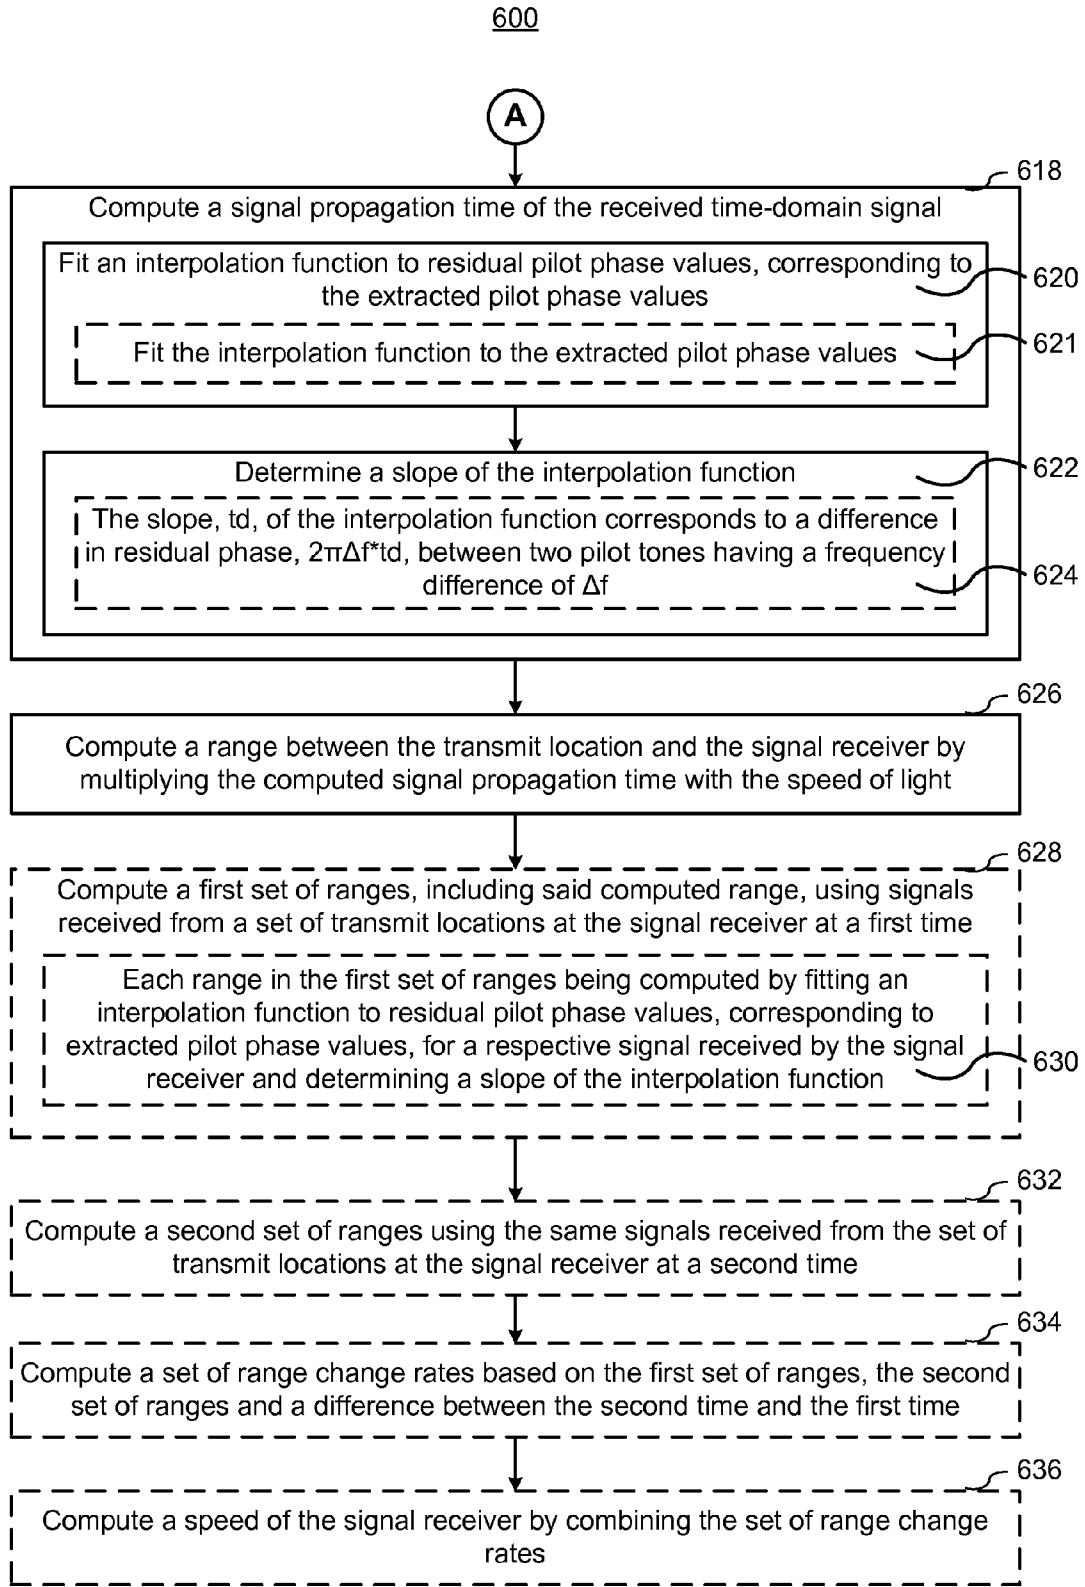 600
A
618
Compute a signal propagation time of the received time-domain signal
Fit an interpolation function to residual pilot phase values, corresponding to
the extracted pilot phase values
620
Fit the interpolation function to the extracted pilot phase values
621
Determine a slope of the interpolation function
622
The slope, td, of the interpolation function corresponds to a difference
in residual phase, 2πΔf*td, between two pilot tones having a frequency
difference of Δf
624
626
Compute a range between the transmit location and the signal receiver by
multiplying the computed signal propagation time with the speed of light
628
Compute a first set of ranges, including said computed range, using signals
received from a set of transmit locations at the signal receiver at a first time
Each range in the first set of ranges being computed by fitting an
interpolation function to residual pilot phase values, corresponding to
extracted pilot phase values, for a respective signal received by the signal
receiver and determining a slope of the interpolation function
630
632
Compute a second set of ranges using the same signals received from the set of
transmit locations at the signal receiver at a second time
634
Compute a set of range change rates based on the first set of ranges, the second
set of ranges and a difference between the second time and the first time
636
Compute a speed of the signal receiver by combining the set of range change
rates